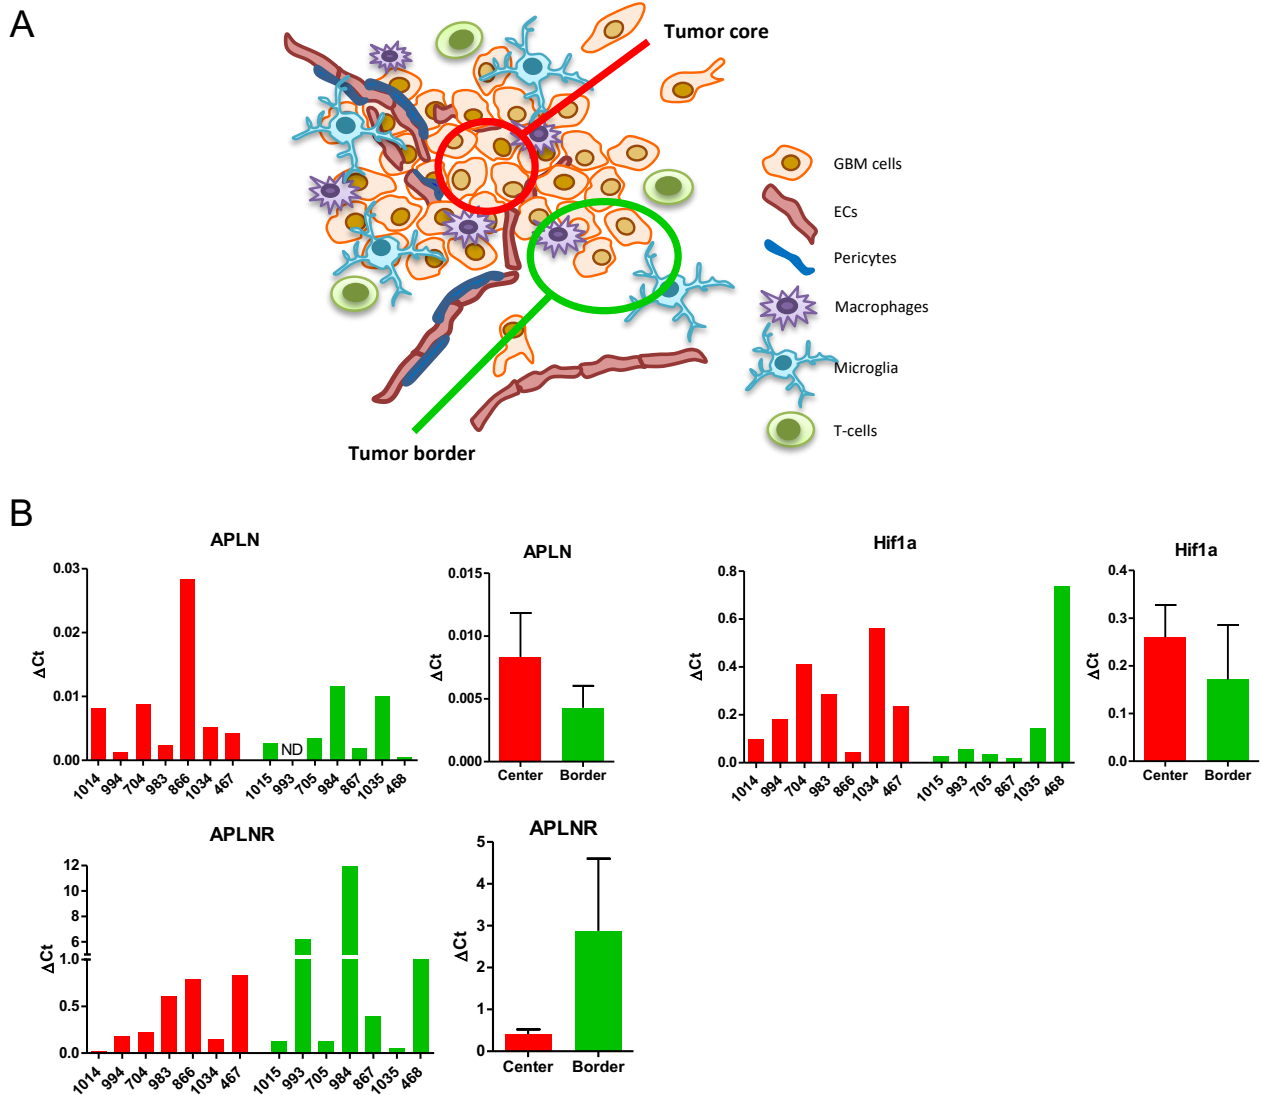 A
Tumor core
GBM cells
ECs
Pericytes
Macrophages
Microglia
T-cells
Tumor border
B
APLN
ΔCt
0.03
0.02
0.01
0.00
ND
1014 994 704 983 866 1034 467 1015 993 705 984 867 1035 468
APLN
ΔCt
0.015
0.010
0.005
0.000
Center Border
Hif1a
ΔCt
0.8
0.6
0.4
0.2
0.0
1014 994 704 983 866 1034 467 1015 993 705 867 1035 468
Hif1a
ΔCt
0.4
0.3
0.2
0.1
0.0
Center Border
APLNR
ΔCt
12
10
8
6
4
1.0
0.5
0.0
1014 994 704 983 866 1034 467 1015 993 705 984 867 1035 468
APLNR
ΔCt
5
4
3
2
1
0
Center Border